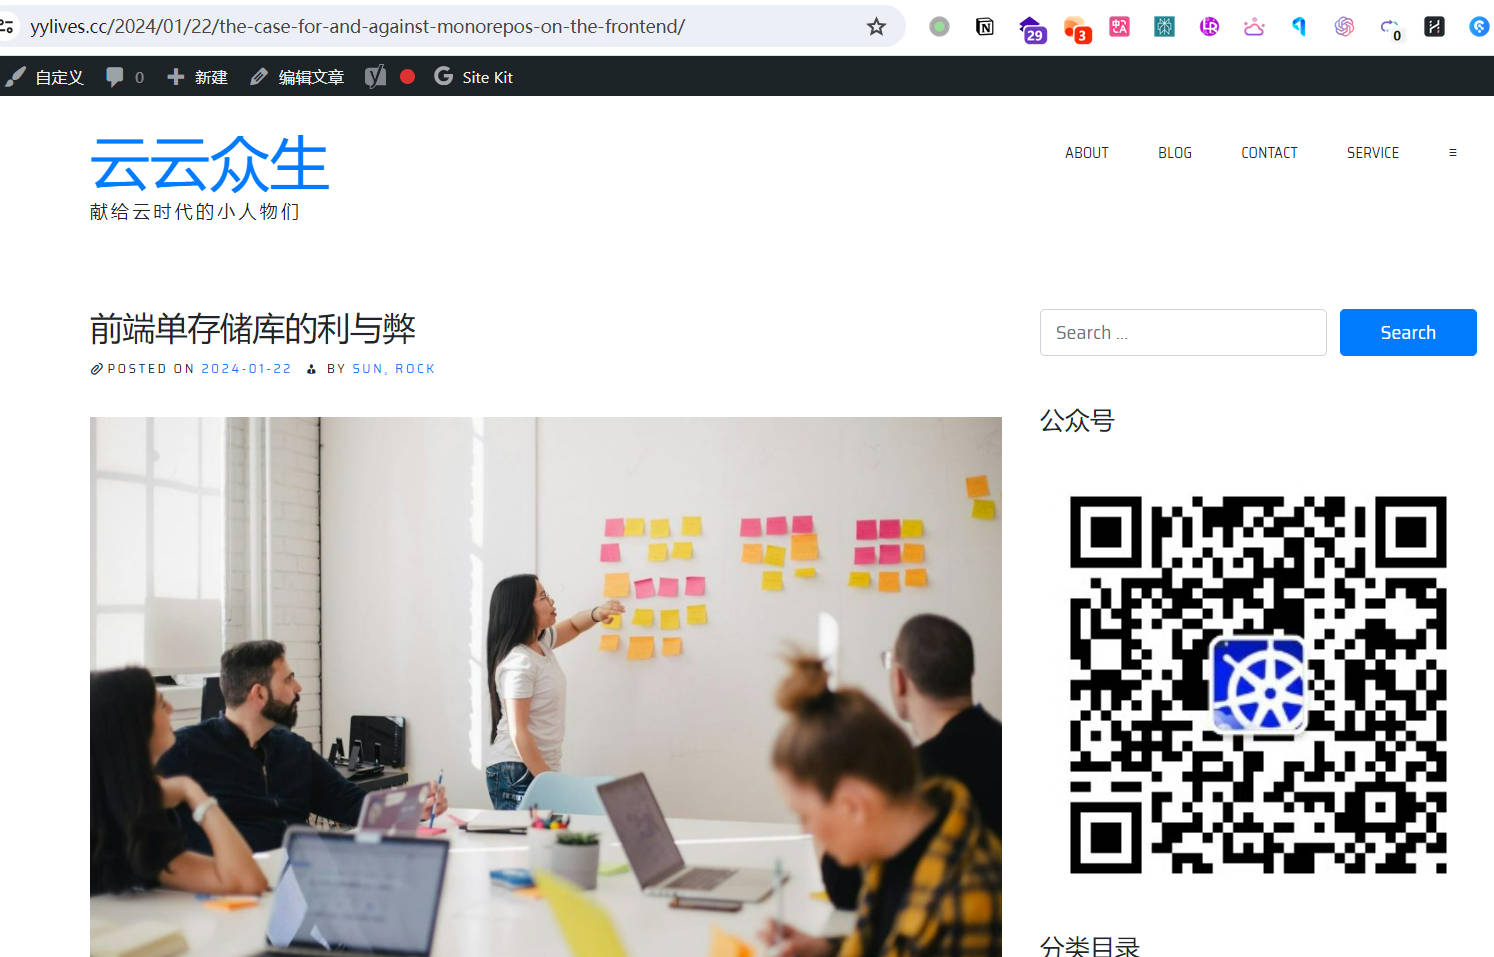 yylives.cc/2024/01/22/the-case-for-and-against-monorepos-on-the-frontend/
29
3
0
自定义 0 新建 编辑文章 Site Kit
云云众生
献给云时代的小人物们
ABOUT BLOG CONTACT SERVICE ≡
前端单存储库的利与弊
POSTED ON 2024-01-22 BY SUN, ROCK
Search ... Search
公众号
分类目录